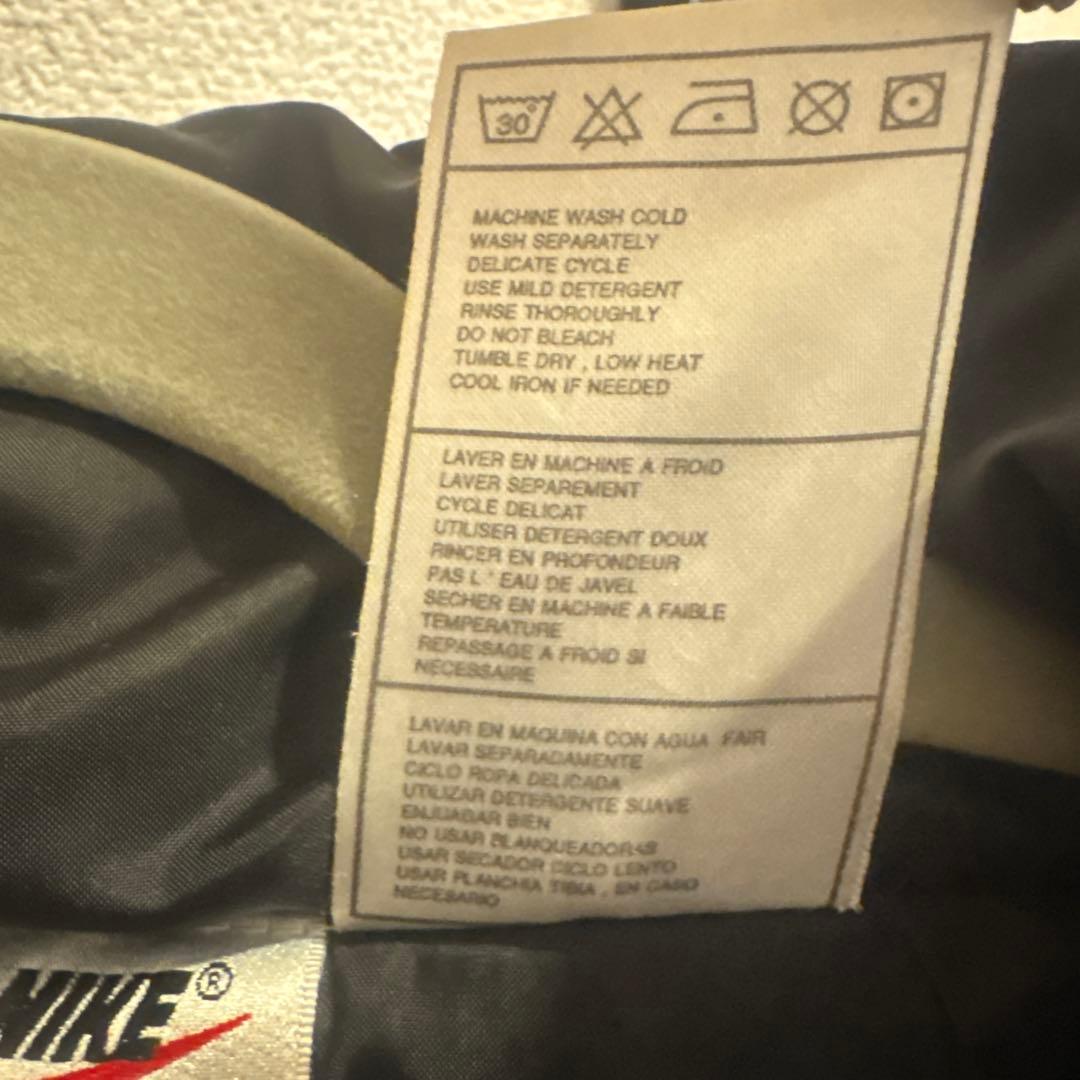 30°
MACHINE WASH COLD
WASH SEPARATELY
DELICATE CYCLE
USE MILD DETERGENT
RINSE THOROUGHLY
DO NOT BLEACH
TUMBLE DRY , LOW HEAT
COOL IRON IF NEEDED
LAVER EN MACHINE A FROID
LAVER SEPAREMENT
CYCLE DELICAT
UTILISER DETERGENT DOUX
RINCER EN PROFONDEUR
PAS L ' EAU DE JAVEL
SECHER EN MACHINE A FAIBLE
TEMPERATURE
REPASSAGE A FROID SI
NECESSAIRE
LAVAR EN MAQUINA CON AGUA FAIR
LAVAR SEPARADAMENTE
CICLO ROPA DELICADA
UTILIZAR DETERGENTE SUAVE
ENJUAGAR BIEN
NO USAR BLANQUEADORAS
USAR SECADOR CICLO LENTO
USAR PLANCHA TIBIA , EN CASO
NECESARIO
NIKE®